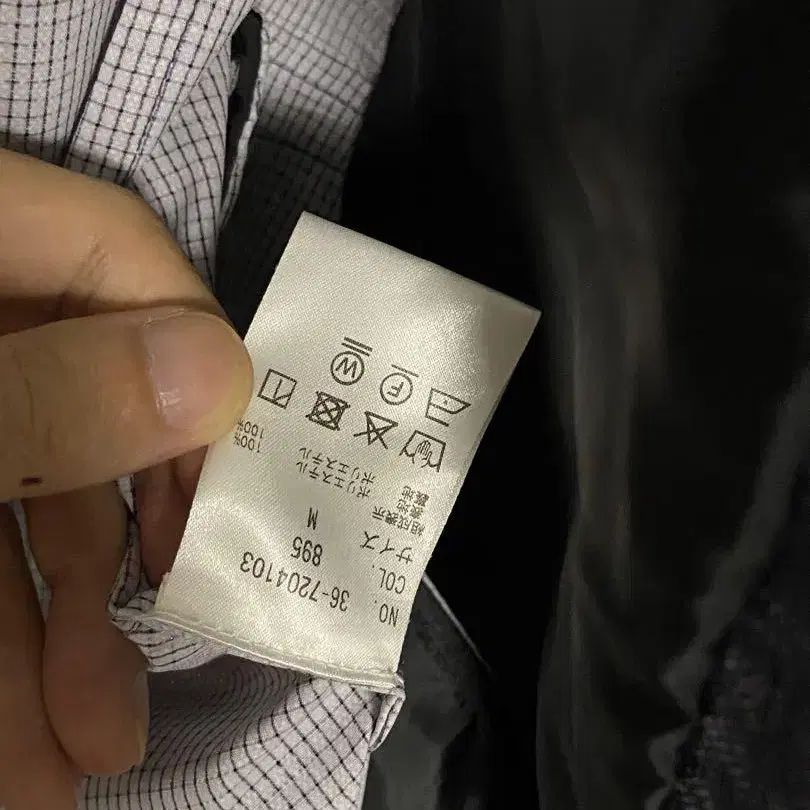 NO. 36-7204103
COL. 895
サイズ M
組成表示
表地 ポリエステル 100%
裏地 ポリエステル 100%
F
W